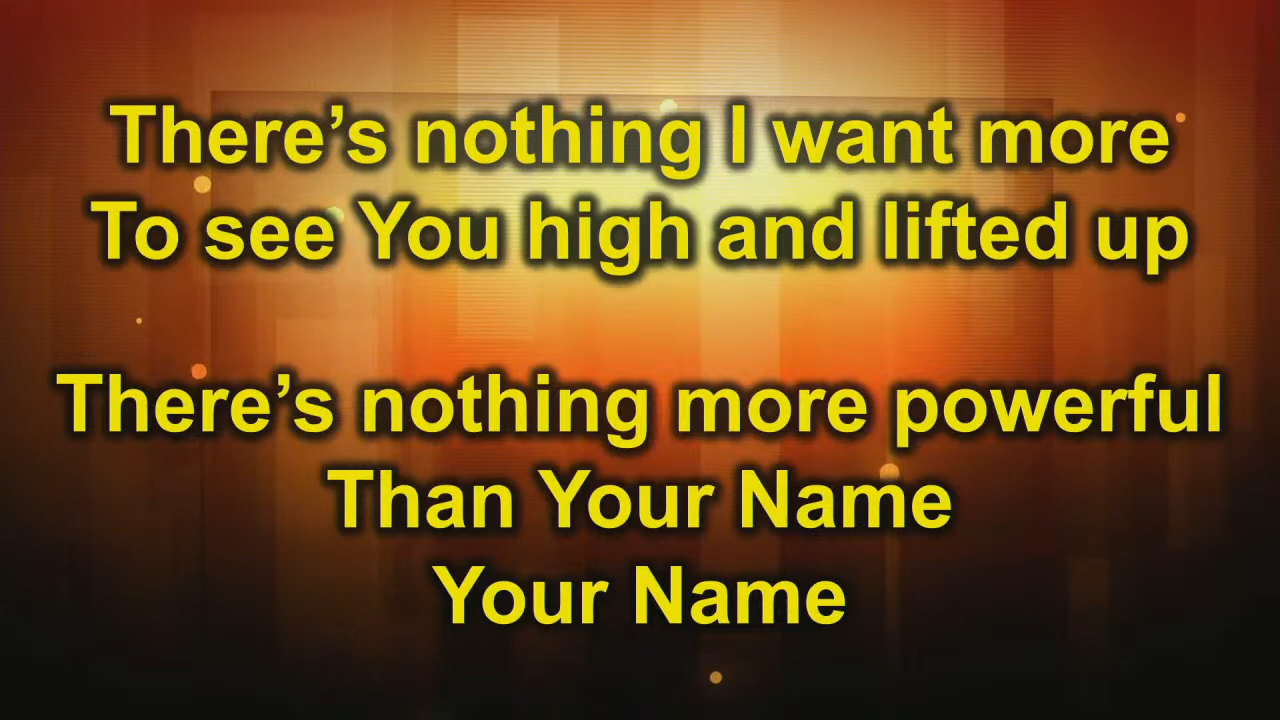 There’s nothing I want more
To see You high and lifted up
There’s nothing more powerful
Than Your Name
Your Name